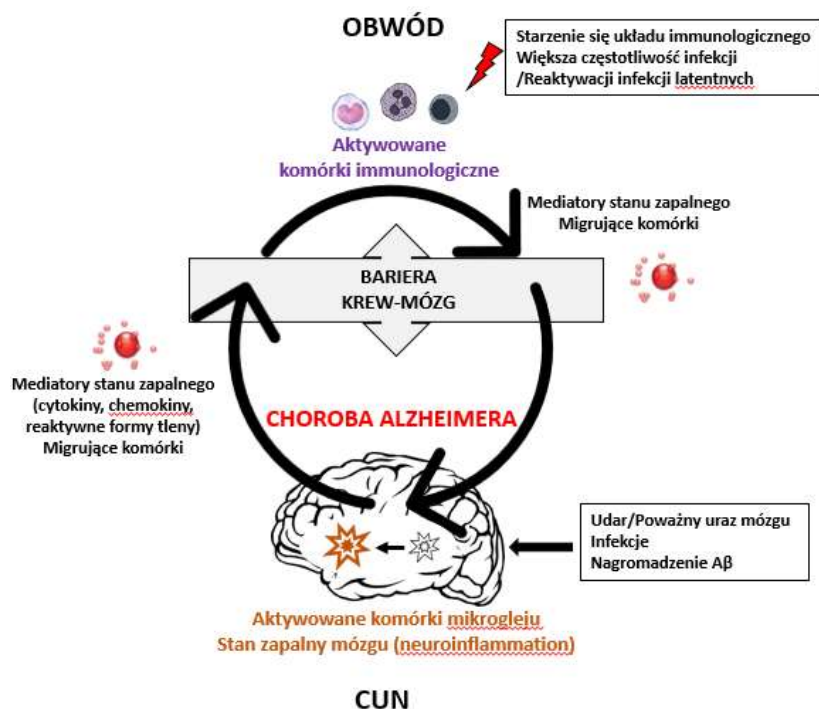 OBWÓD
Starzenie się układu immunologicznego
Większa częstotliwość infekcji
/Reaktywacji infekcji latentnych
Aktywowane
komórki immunologiczne
Mediatory stanu zapalnego
Migrujące komórki
BARIERA
KREW-MÓZG
Mediatory stanu zapalnego
(cytokiny, chemokiny,
reaktywne formy tleny)
Migrujące komórki
CHOROBA ALZHEIMERA
Udar/Poważny uraz mózgu
Infekcje
Nagromadzenie Aβ
Aktywowane komórki mikrogleju
Stan zapalny mózgu (neuroinflammation)
CUN